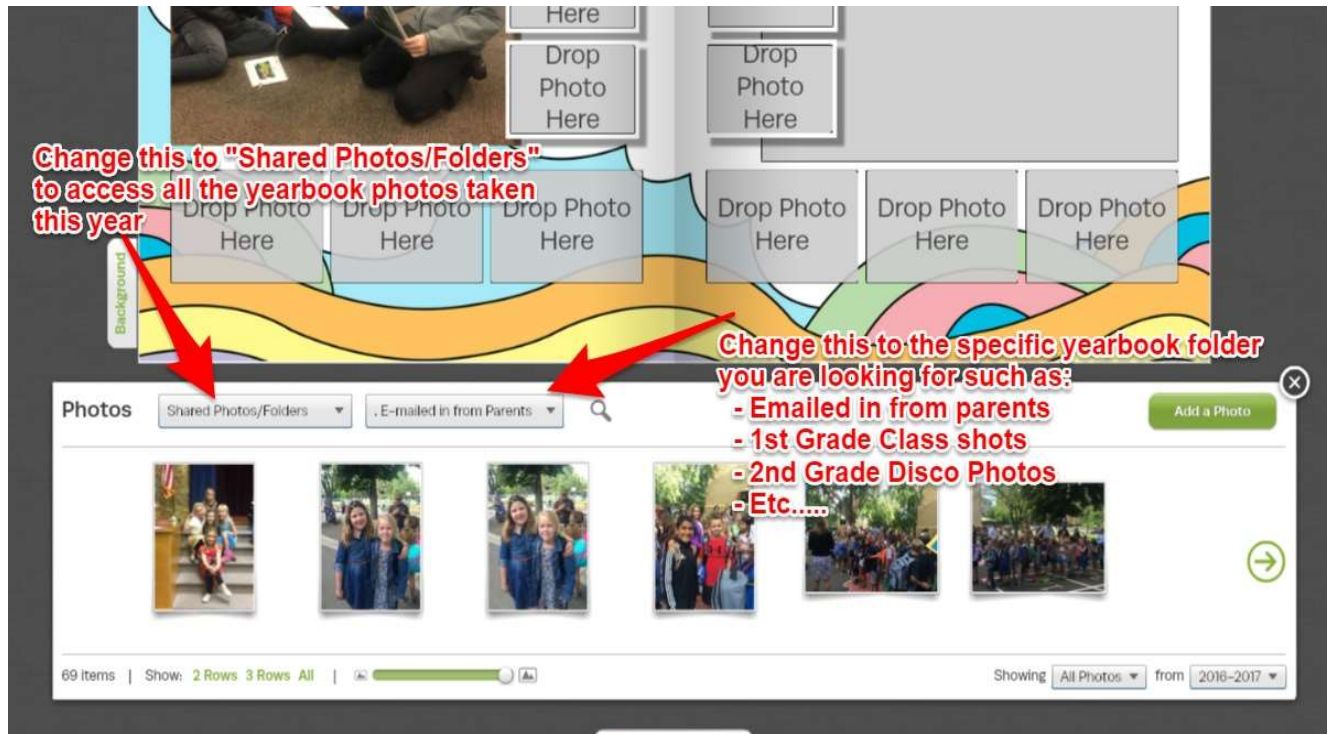 Here
Drop
Photo
Here
Drop
Photo
Here
Change this to "Shared Photos/Folders"
to access all the yearbook photos taken
this year
Drop Photo
Here
Drop Photo
Here
Drop Photo
Here
Drop Photo
Here
Drop Photo
Here
Drop Photo
Here
Background
Change this to the specific yearbook folder
you are looking for such as:
- Emailed in from parents
- 1st Grade Class shots
- 2nd Grade Disco Photos
- Etc.....
Photos
Shared Photos/Folders
. E-mailed in from Parents
Add a Photo
69 items | Show: 2 Rows 3 Rows All |
Showing All Photos from 2016-2017